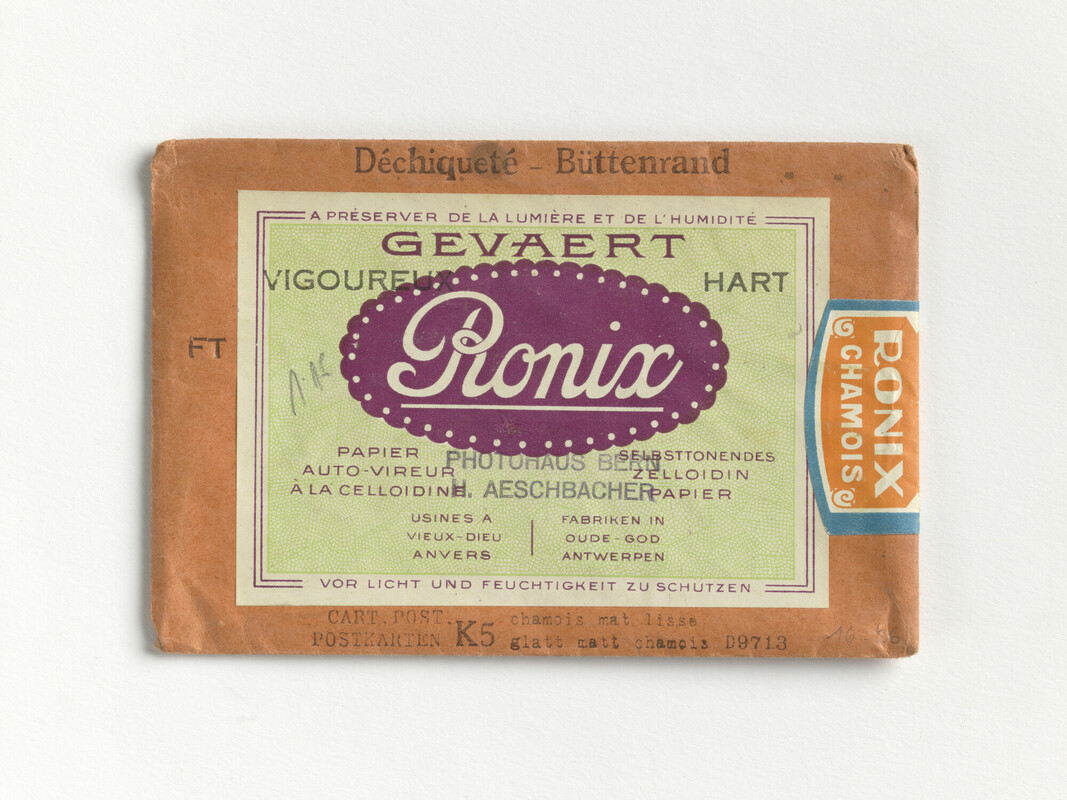 Déchiqueté - Büttenrand
A PRÉSERVER DE LA LUMIÈRE ET DE L'HUMIDITÉ
GEVAERT
VIGOUREUX HART
Ronix
FT
RONIX
CHAMOIS
PAPIER
AUTO-VIREUR
À LA CELLOIDINE
PHOTOHAUS BERN
H. AESCHBACHER
SELBSTTONENDES
ZELLOIDIN
PAPIER
USINES A
VIEUX-DIEU
ANVERS
FABRIKEN IN
OUDE-GOD
ANTWERPEN
VOR LICHT UND FEUCHTIGKEIT ZU SCHÜTZEN
CART.POST. chamois mat lisse
POSTKARTEN K5 glatt matt chamois D9713